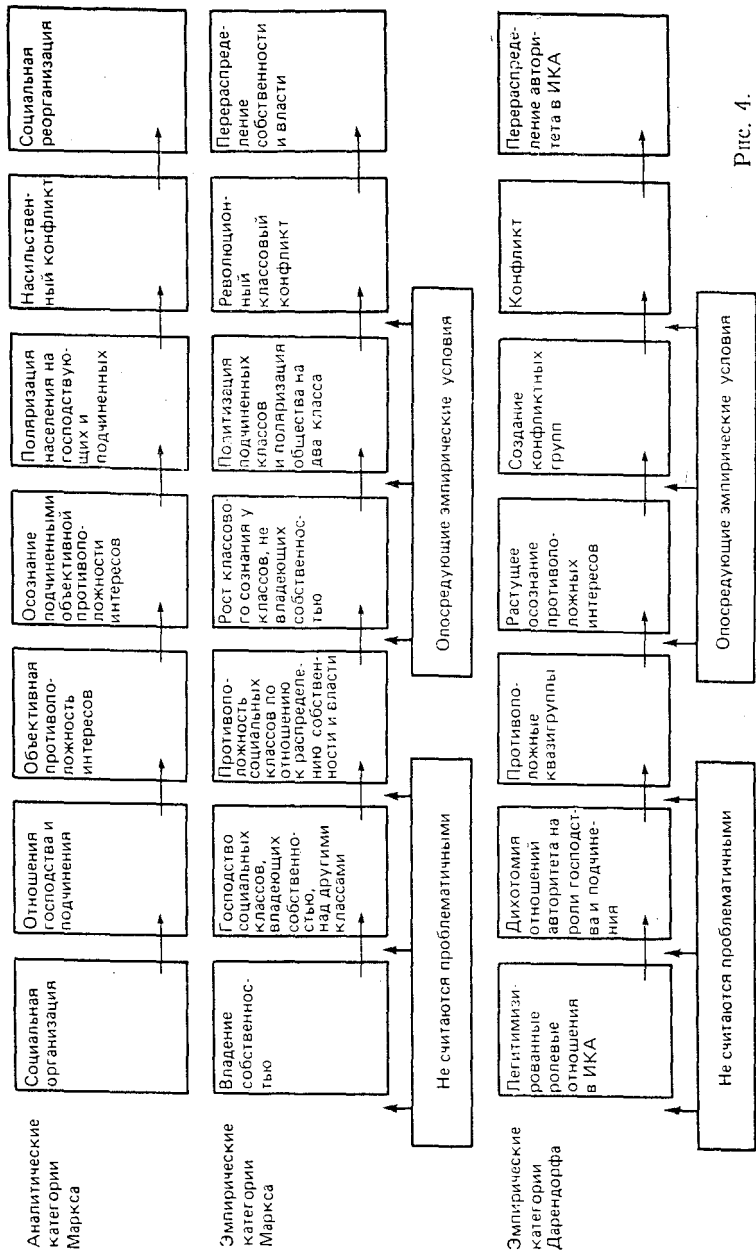 Аналитические
категории
Маркса
Социальная
организация
Отношения
господства и
подчинения
Объективная
противопо-
ложность
интересов
Осознание
подчиненными
объективной
противопо-
ложности
интересов
Поляризация
населения на
господствую-
щих и
подчиненных
Насильствен-
ный конфликт
Социальная
реорганизация
Эмпирические
категории
Маркса
Владение
собственнос-
тью
Господство
социальных
классов,
владеющих
собственно-
стью,
над другими
классами
Противопо-
ложность
социальных
классов по
отношению
к распределе-
нию собствен-
ности и власти
Рост классово-
го сознания у
классов, не
владеющих
собственнос-
тью
Политизация
подчиненных
классов
и поляризация
общества на
два класса
Революцион-
ный
классовый
конфликт
Перераспреде-
ление
собственности
и власти
Не считаются проблематичными
Опосредующие эмпирические условия
Эмпирические
категории
Дарендорфа
Легитимизи-
рованные
ролевые
отношения
в ИКА
Дихотомия
отношений
авторитета на
роли господст-
ва и подчине-
ния
Противопо-
ложные
квазигруппы
Растущее
осознание
противопо-
ложных
интересов
Создание
конфликтных
групп
Конфликт
Перераспреде-
ление автори-
тета в ИКА
Не считаются проблематичными
Опосредующие эмпирические условия
Рис. 4.